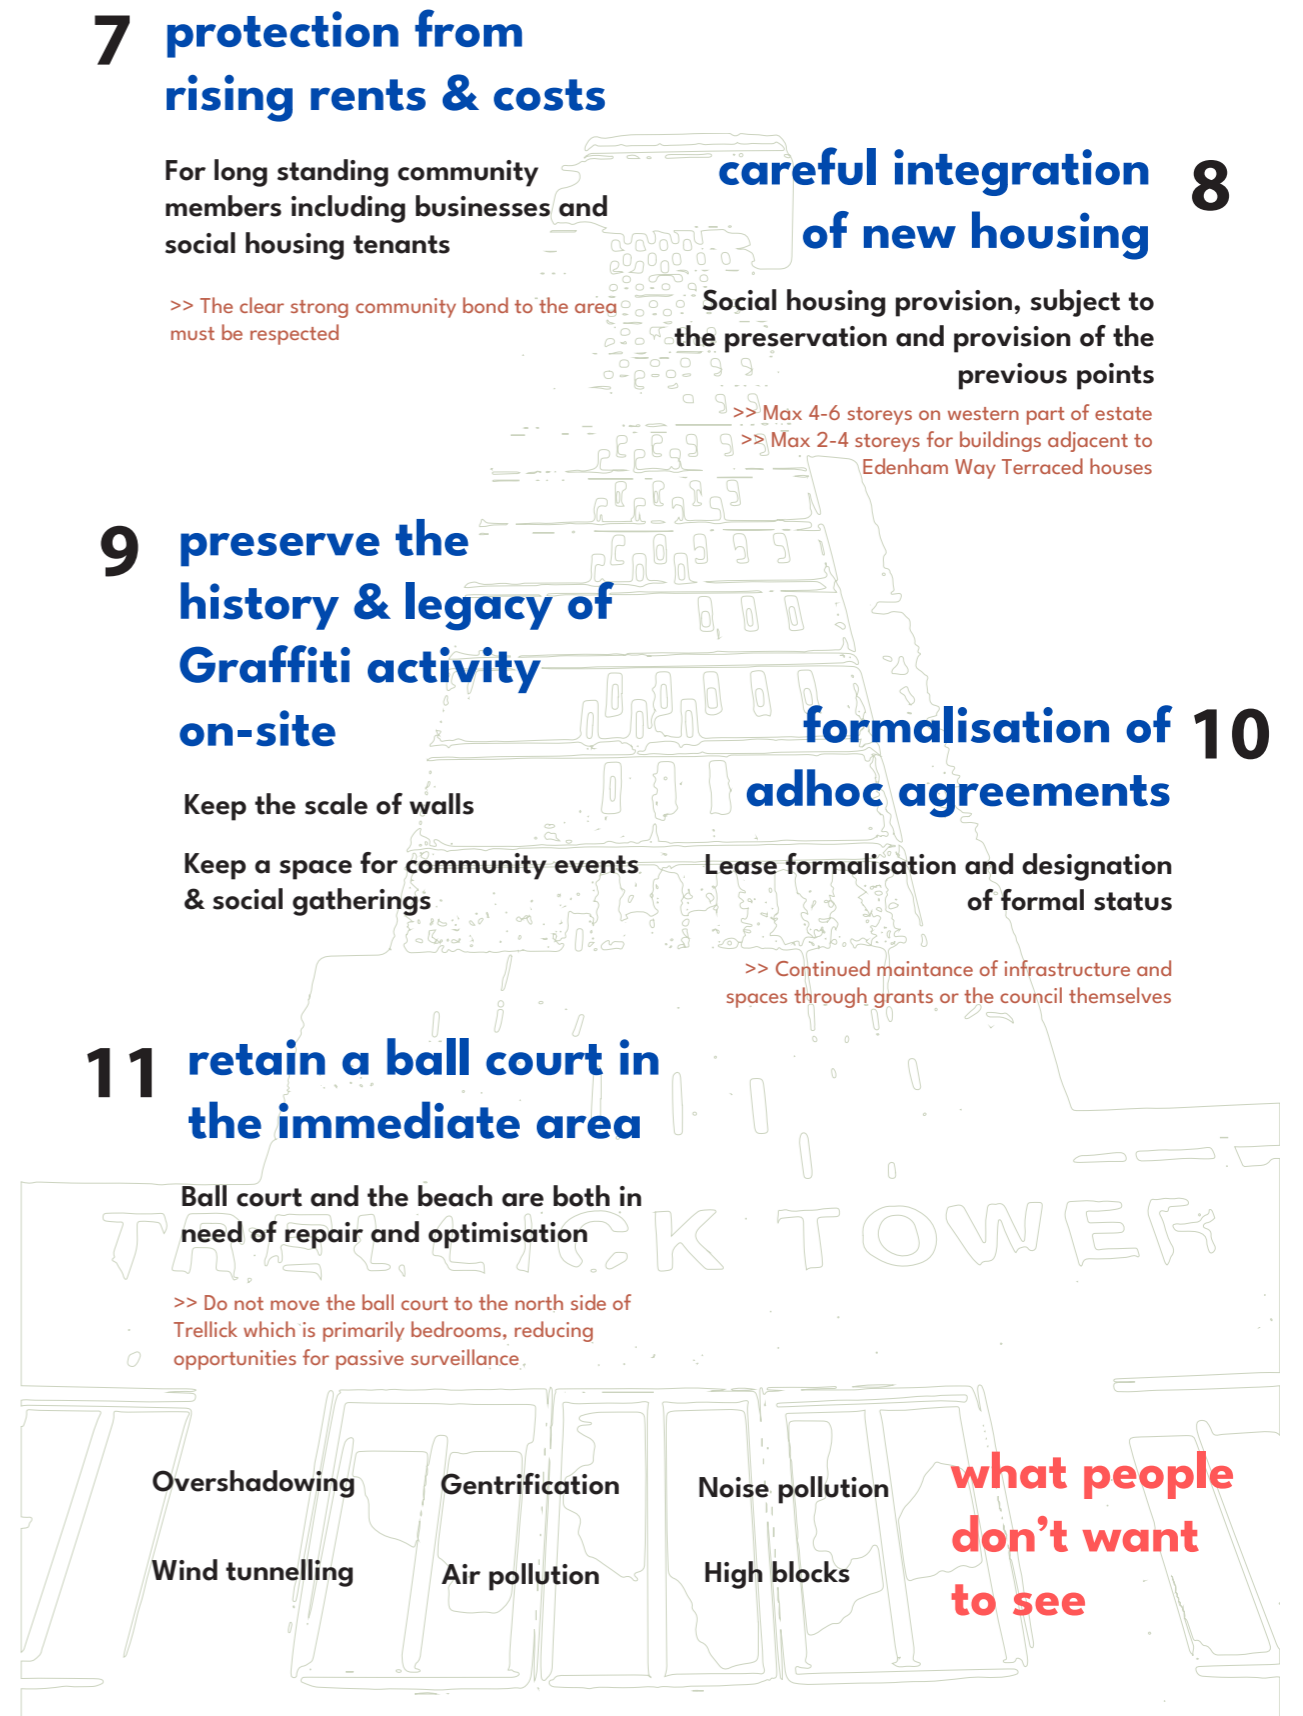 7
protection from
rising rents & costs
For long standing community
members including businesses and
social housing tenants
>> The clear strong community bond to the area
must be respected
8
careful integration
of new housing
Social housing provision, subject to
the preservation and provision of the
previous points
>> Max 4-6 storeys on western part of estate
>> Max 2-4 storeys for buildings adjacent to
Edenham Way Terraced houses
9
preserve the
history & legacy of
Graffiti activity
on-site
Keep the scale of walls
Keep a space for community events
& social gatherings
10
formalisation of
adhoc agreements
Lease formalisation and designation
of formal status
>> Continued maintance of infrastructure and
spaces through grants or the council themselves
11
retain a ball court in
the immediate area
Ball court and the beach are both in
need of repair and optimisation
TRELLICK TOWER
>> Do not move the ball court to the north side of
Trellick which is primarily bedrooms, reducing
opportunities for passive surveillance
what people
don't want
to see
Overshadowing
Gentrification
Noise pollution
Wind tunnelling
Air pollution
High blocks